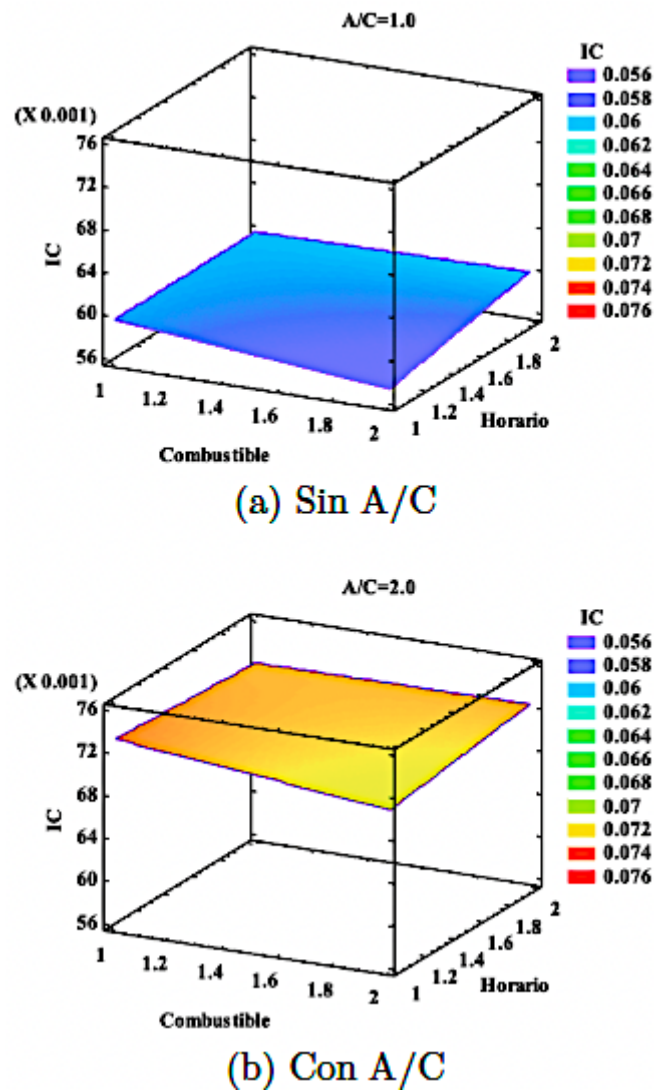 A/C=1.0
IC
0.056
0.058
0.06
0.062
0.064
0.066
0.068
0.07
0.072
0.074
0.076
(X 0.001)
76
72
68
64
60
56
IC
1 1.2 1.4 1.6 1.8 2
Combustible
1 1.2 1.4 1.6 1.8 2
Horario
(a) Sin A/C
A/C=2.0
IC
0.056
0.058
0.06
0.062
0.064
0.066
0.068
0.07
0.072
0.074
0.076
(X 0.001)
76
72
68
64
60
56
IC
1 1.2 1.4 1.6 1.8 2
Combustible
1 1.2 1.4 1.6 1.8 2
Horario
(b) Con A/C